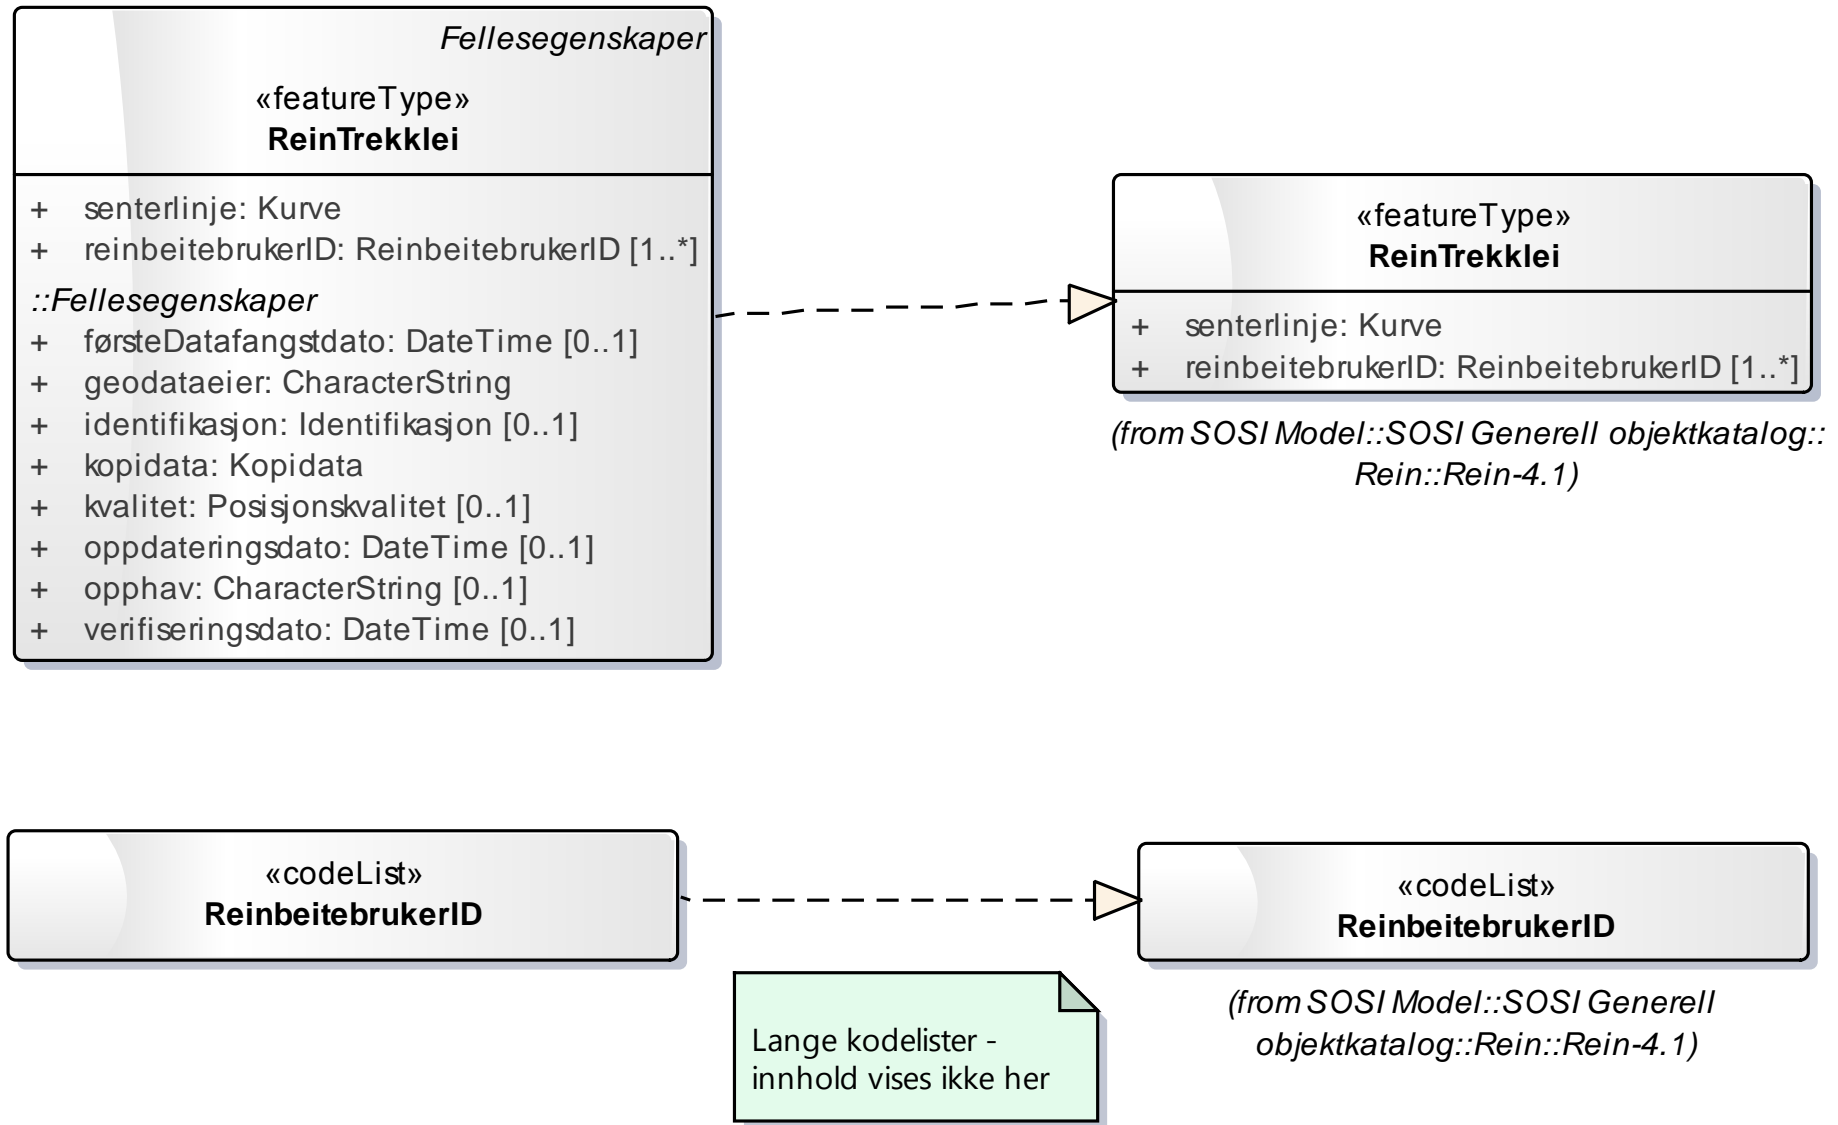 Fellesegenskaper
«featureType»
ReinTrekklei
+ senterlinje: Kurve
+ reinbeitebrukerID: ReinbeitebrukerID [1..*]
::Fellesegenskaper
+ førsteDatafangstdato: DateTime [0..1]
+ geodataeier: CharacterString
+ identifikasjon: Identifikasjon [0..1]
+ kopidata: Kopidata
+ kvalitet: Posisjonskvalitet [0..1]
+ oppdateringsdato: DateTime [0..1]
+ opphav: CharacterString [0..1]
+ verifiseringsdato: DateTime [0..1]
«featureType»
ReinTrekklei
+ senterlinje: Kurve
+ reinbeitebrukerID: ReinbeitebrukerID [1..*]
(from SOSI Model::SOSI Generell objektkatalog::
Rein::Rein-4.1)
«codeList»
ReinbeitebrukerID
«codeList»
ReinbeitebrukerID
(from SOSI Model::SOSI Generell
objektkatalog::Rein::Rein-4.1)
Lange kodelister -
innhold vises ikke her